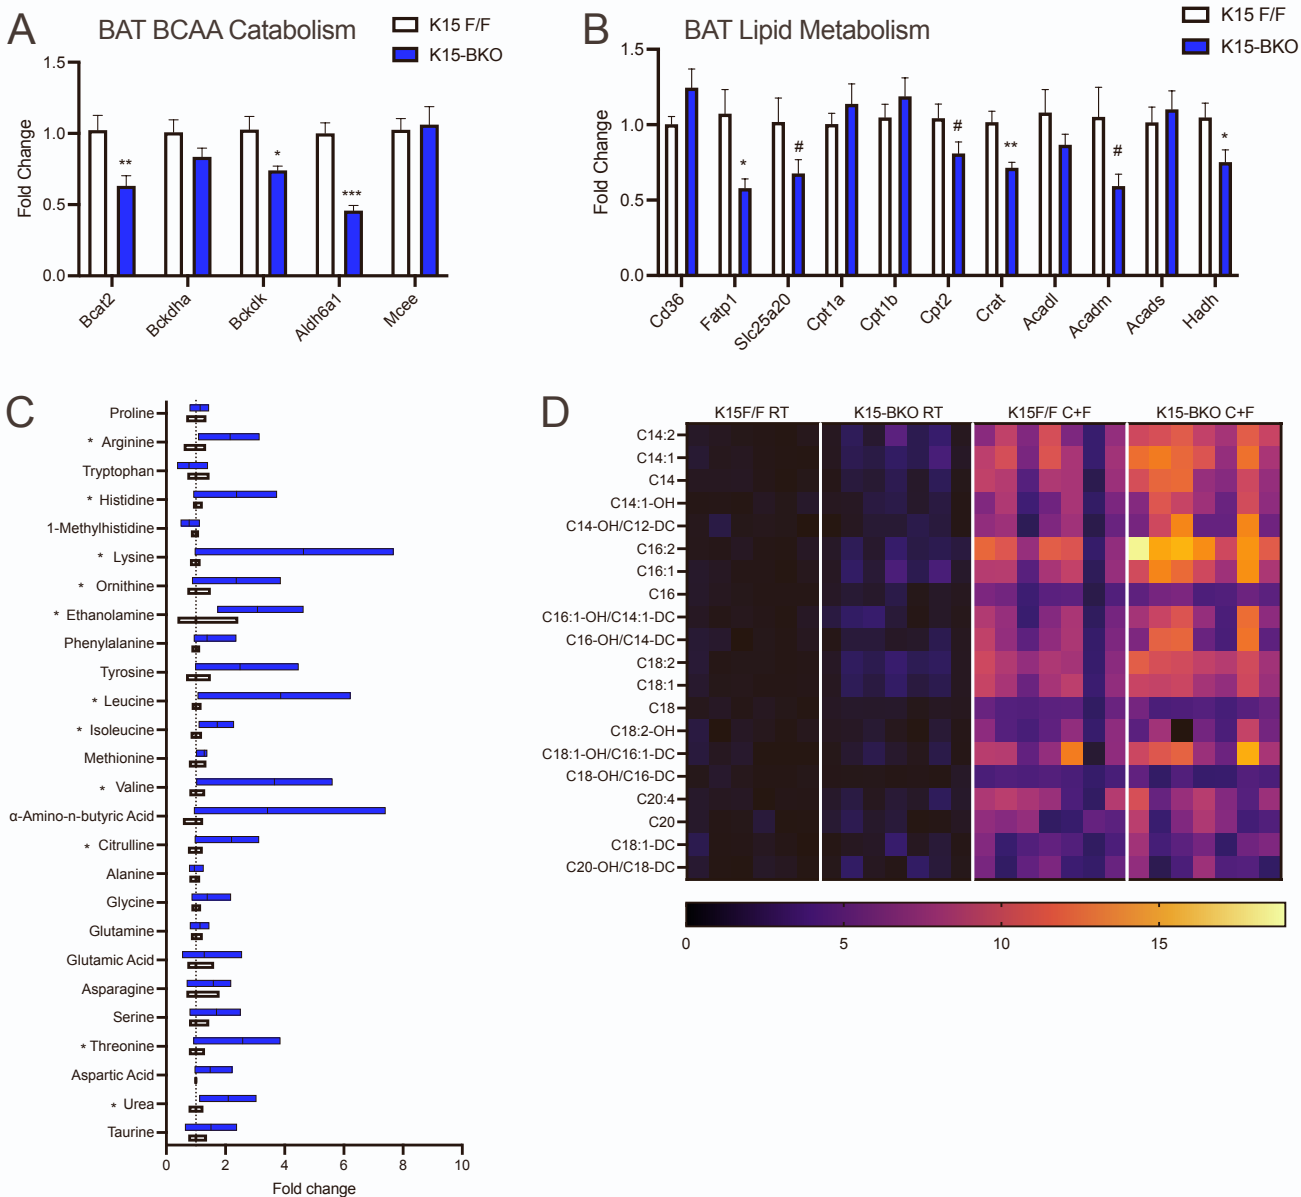 A
BAT BCAA Catabolism
K15 F/F
K15-BKO
Fold Change
1.5
1.0
0.5
0.0
**
*
***
Bcat2
Bckdha
Bckdk
Aldh6a1
Mcee
B
BAT Lipid Metabolism
K15 F/F
K15-BKO
Fold Change
1.5
1.0
0.5
0.0
*
#
#
**
#
*
Cd36
Fatp1
Slc25a20
Cpt1a
Cpt1b
Cpt2
Crat
Acadl
Acadm
Acads
Hadh
C
Proline
* Arginine
Tryptophan
* Histidine
1-Methylhistidine
* Lysine
* Ornithine
* Ethanolamine
Phenylalanine
Tyrosine
* Leucine
* Isoleucine
Methionine
* Valine
α-Amino-n-butyric Acid
* Citrulline
Alanine
Glycine
Glutamine
Glutamic Acid
Asparagine
Serine
* Threonine
Aspartic Acid
* Urea
Taurine
0 2 4 6 8 10
Fold change
D
K15F/F RT K15-BKO RT K15F/F C+F K15-BKO C+F
C14:2
C14:1
C14
C14:1-OH
C14-OH/C12-DC
C16:2
C16:1
C16
C16:1-OH/C14:1-DC
C16-OH/C14-DC
C18:2
C18:1
C18
C18:2-OH
C18:1-OH/C16:1-DC
C18-OH/C16-DC
C20:4
C20
C18:1-DC
C20-OH/C18-DC
0 5 10 15